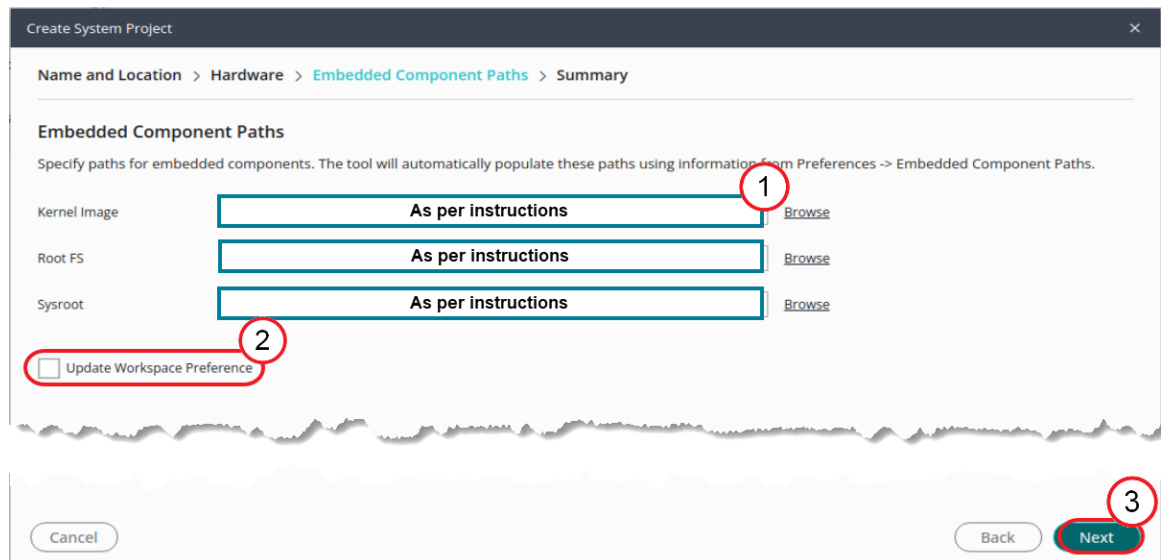 Create System Project ×
Name and Location > Hardware > Embedded Component Paths > Summary
Embedded Component Paths
Specify paths for embedded components. The tool will automatically populate these paths using information from Preferences -> Embedded Component Paths.
1
Kernel Image As per instructions Browse
Root FS As per instructions Browse
Sysroot As per instructions Browse
2
Update Workspace Preference
3
Cancel Back Next